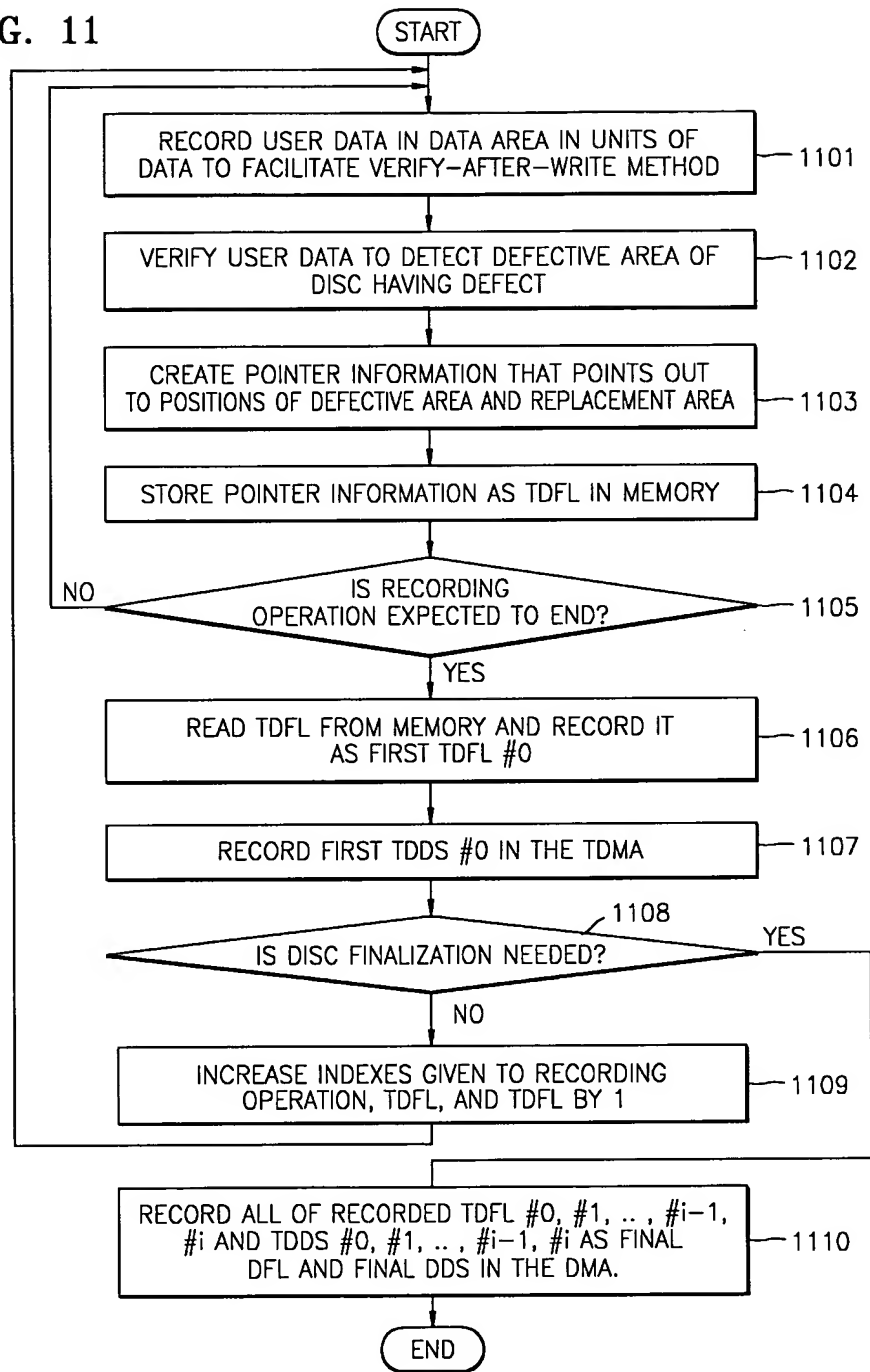 G. 11
START
RECORD USER DATA IN DATA AREA IN UNITS OF
DATA TO FACILITATE VERIFY-AFTER-WRITE METHOD
1101
VERIFY USER DATA TO DETECT DEFECTIVE AREA OF
DISC HAVING DEFECT
1102
CREATE POINTER INFORMATION THAT POINTS OUT
TO POSITIONS OF DEFECTIVE AREA AND REPLACEMENT AREA
1103
STORE POINTER INFORMATION AS TDFL IN MEMORY
1104
NO
IS RECORDING
OPERATION EXPECTED TO END?
1105
YES
READ TDFL FROM MEMORY AND RECORD IT
AS FIRST TDFL #0
1106
RECORD FIRST TDDS #0 IN THE TDMA
1107
1108
IS DISC FINALIZATION NEEDED?
YES
NO
INCREASE INDEXES GIVEN TO RECORDING
OPERATION, TDFL, AND TDFL BY 1
1109
RECORD ALL OF RECORDED TDFL #0, #1, .. , #i-1,
#i AND TDDS #0, #1, .. , #i-1, #i AS FINAL
DFL AND FINAL DDS IN THE DMA.
1110
END